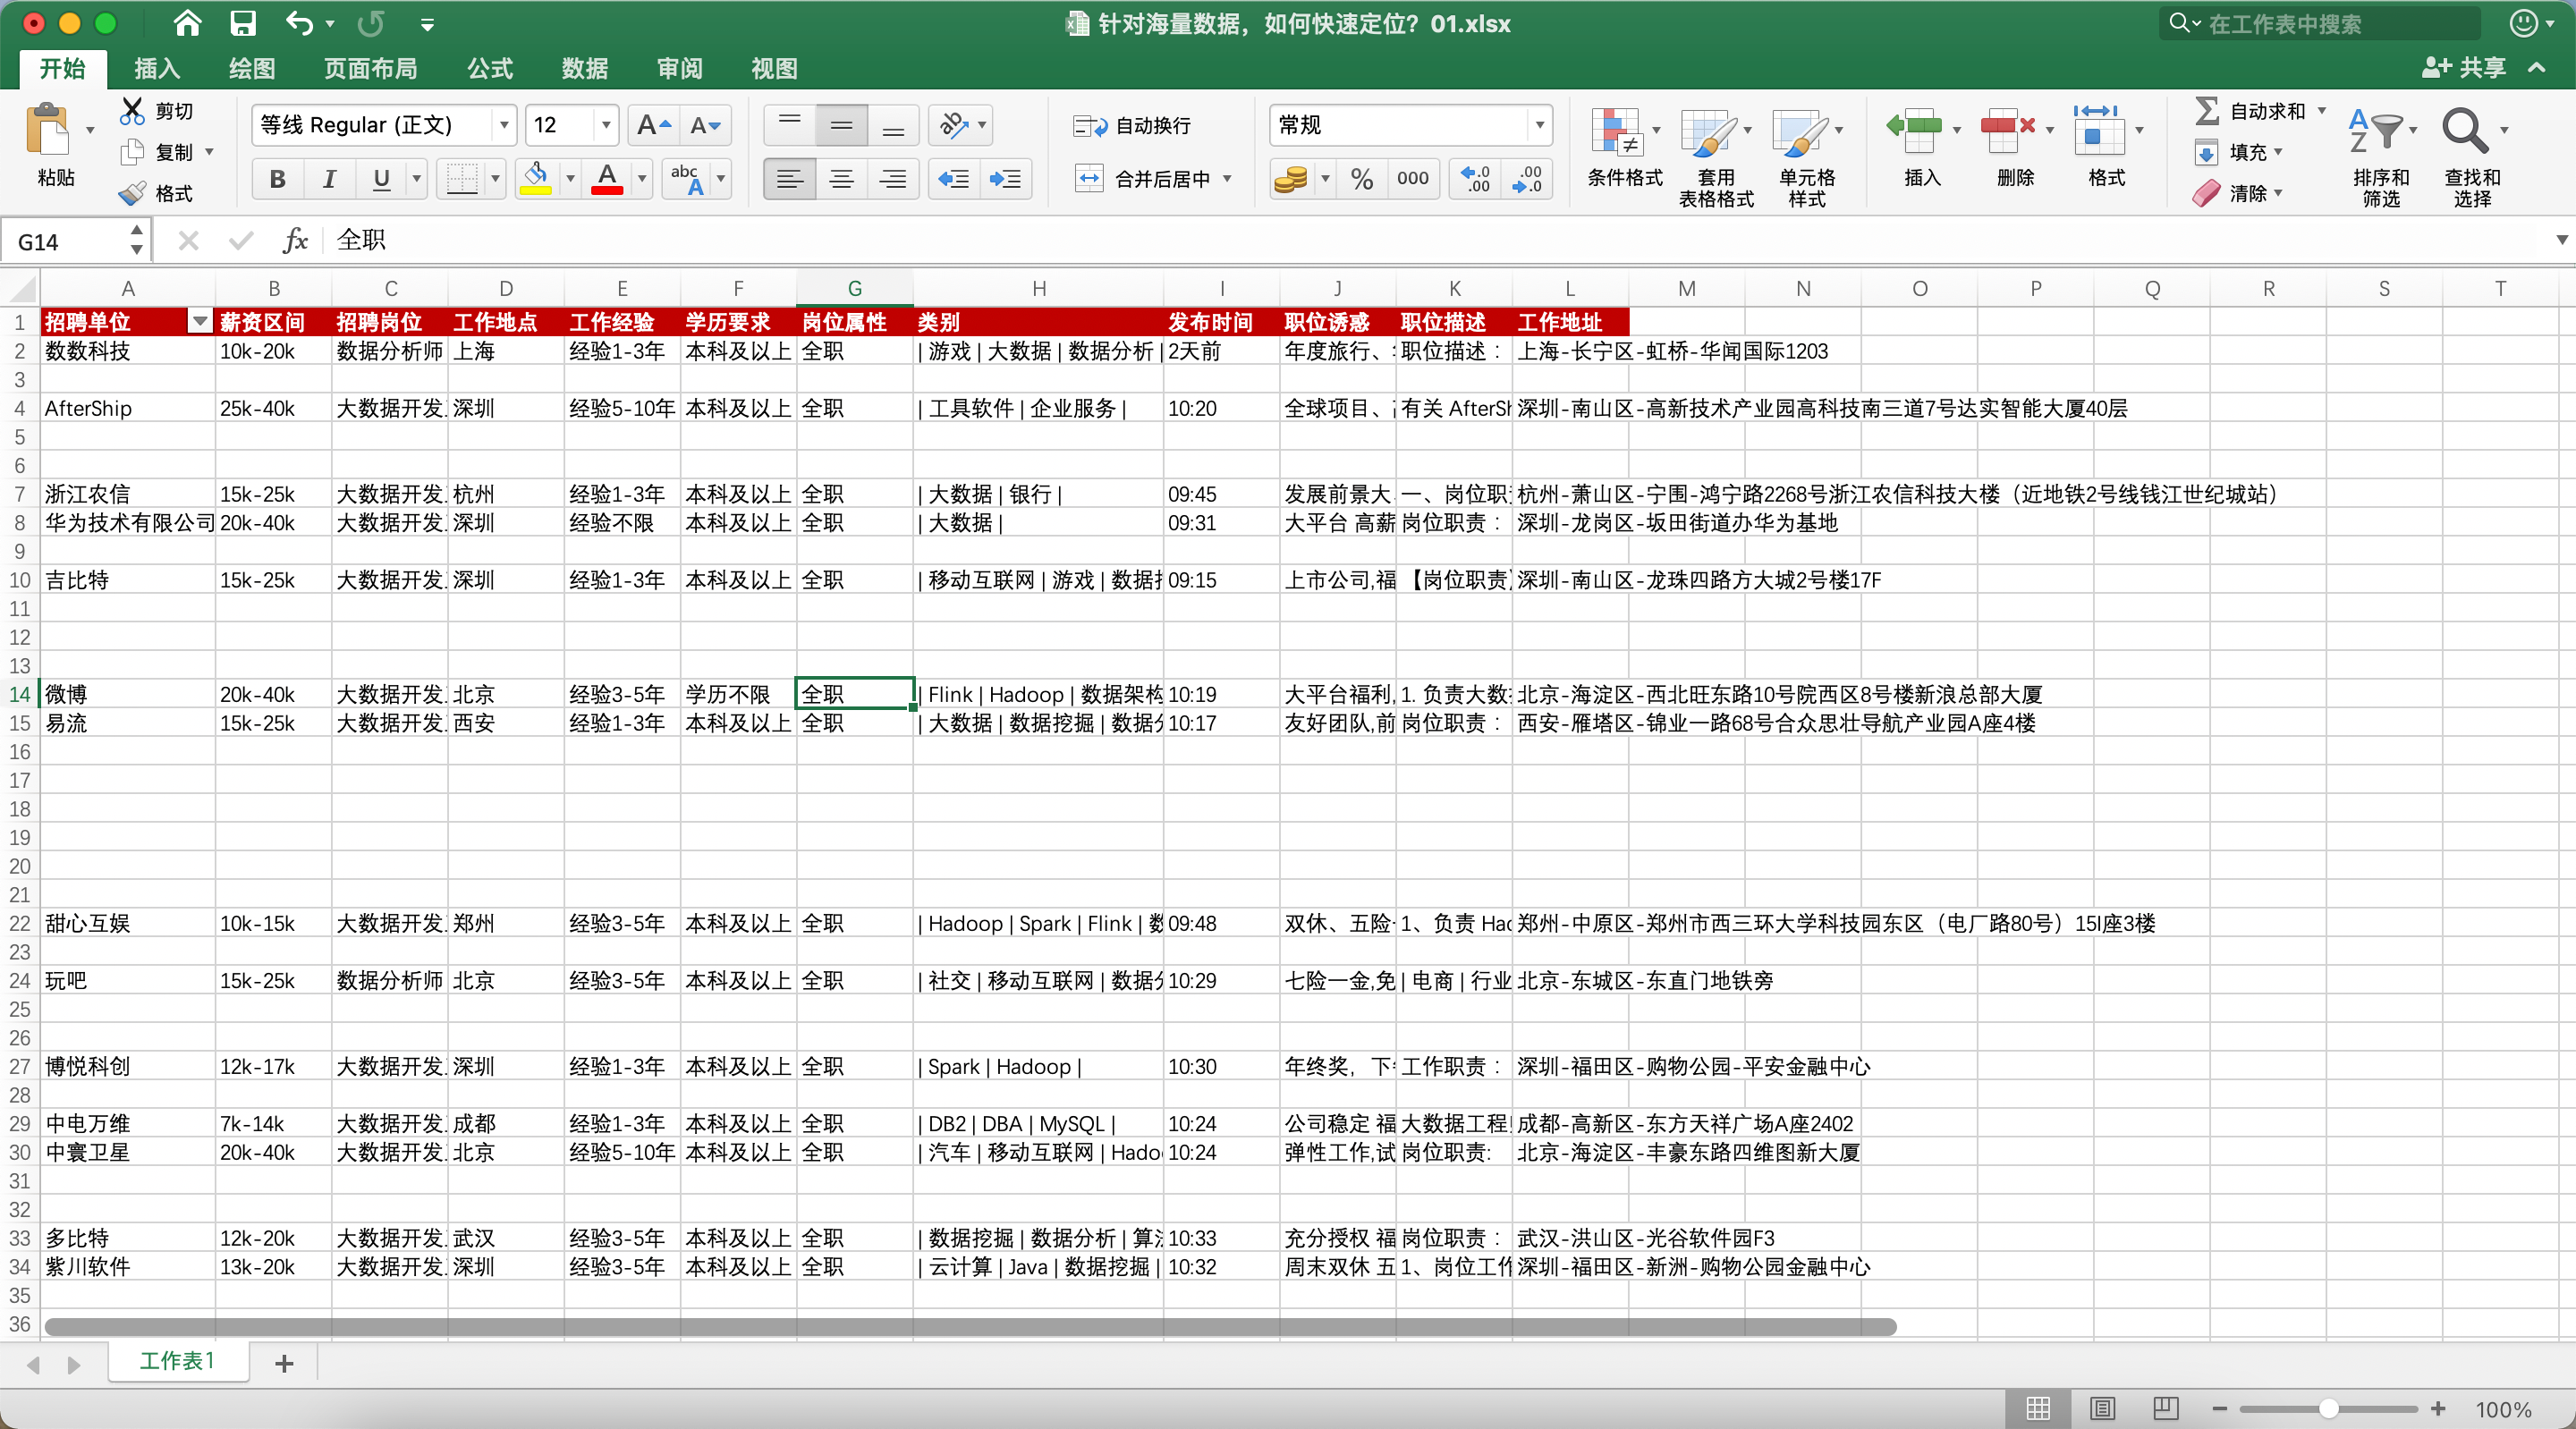 针对海量数据，如何快速定位？01.xlsx
在工作表中搜索
开始 插入 绘图 页面布局 公式 数据 审阅 视图 共享
粘贴 剪切 复制 格式
等线 Regular (正文) 12
B I U abc A
自动换行
合并后居中
常规
% 000
条件格式 套用 表格格式 单元格 样式
插入 删除 格式
自动求和 填充 清除
排序和 筛选 查找和 选择
G14 fx 全职
A B C D E F G H I J K L M N O P Q R S T
1 招聘单位 薪资区间 招聘岗位 工作地点 工作经验 学历要求 岗位属性 类别 发布时间 职位诱惑 职位描述 工作地址
2 数数科技 10k-20k 数据分析师 上海 经验1-3年 本科及以上 全职 | 游戏 | 大数据 | 数据分析 | 2天前 年度旅行、 职位描述： 上海-长宁区-虹桥-华闻国际1203
3
4 AfterShip 25k-40k 大数据开发 深圳 经验5-10年 本科及以上 全职 | 工具软件 | 企业服务 | 10:20 全球项目、 有关 AfterSh 深圳-南山区-高新技术产业园高科技南三道7号达实智能大厦40层
5
6
7 浙江农信 15k-25k 大数据开发 杭州 经验1-3年 本科及以上 全职 | 大数据 | 银行 | 09:45 发展前景大 一、岗位职 杭州-萧山区-宁围-鸿宁路2268号浙江农信科技大楼（近地铁2号线钱江世纪城站）
8 华为技术有限公司 20k-40k 大数据开发 深圳 经验不限 本科及以上 全职 | 大数据 | 09:31 大平台 高薪 岗位职责： 深圳-龙岗区-坂田街道办华为基地
9
10 吉比特 15k-25k 大数据开发 深圳 经验1-3年 本科及以上 全职 | 移动互联网 | 游戏 | 数据 09:15 上市公司,福 【岗位职责 深圳-南山区-龙珠四路方大城2号楼17F
11
12
13
14 微博 20k-40k 大数据开发 北京 经验3-5年 学历不限 全职 | Flink | Hadoop | 数据架构 10:19 大平台福利, 1. 负责大数 北京-海淀区-西北旺东路10号院西区8号楼新浪总部大厦
15 易流 15k-25k 大数据开发 西安 经验1-3年 本科及以上 全职 | 大数据 | 数据挖掘 | 数据 10:17 友好团队,前 岗位职责： 西安-雁塔区-锦业一路68号合众思壮导航产业园A座4楼
16
17
18
19
20
21
22 甜心互娱 10k-15k 大数据开发 郑州 经验3-5年 本科及以上 全职 | Hadoop | Spark | Flink | 数 09:48 双休、五险 1、负责 Had 郑州-中原区-郑州市西三环大学科技园东区（电厂路80号）15J座3楼
23
24 玩吧 15k-25k 数据分析师 北京 经验3-5年 本科及以上 全职 | 社交 | 移动互联网 | 数据 10:29 七险一金,免 | 电商 | 行业 北京-东城区-东直门地铁旁
25
26
27 博悦科创 12k-17k 大数据开发 深圳 经验1-3年 本科及以上 全职 | Spark | Hadoop | 10:30 年终奖，下 工作职责： 深圳-福田区-购物公园-平安金融中心
28
29 中电万维 7k-14k 大数据开发 成都 经验1-3年 本科及以上 全职 | DB2 | DBA | MySQL | 10:24 公司稳定 福 大数据工程 成都-高新区-东方天祥广场A座2402
30 中寰卫星 20k-40k 大数据开发 北京 经验5-10年 本科及以上 全职 | 汽车 | 移动互联网 | Hado 10:24 弹性工作,试 岗位职责: 北京-海淀区-丰豪东路四维图新大厦
31
32
33 多比特 12k-20k 大数据开发 武汉 经验3-5年 本科及以上 全职 | 数据挖掘 | 数据分析 | 算 10:33 充分授权 福 岗位职责： 武汉-洪山区-光谷软件园F3
34 紫川软件 13k-20k 大数据开发 深圳 经验3-5年 本科及以上 全职 | 云计算 | Java | 数据挖掘 | 10:32 周末双休 五 1、岗位工作 深圳-福田区-新洲-购物公园金融中心
35
36
工作表1
100%